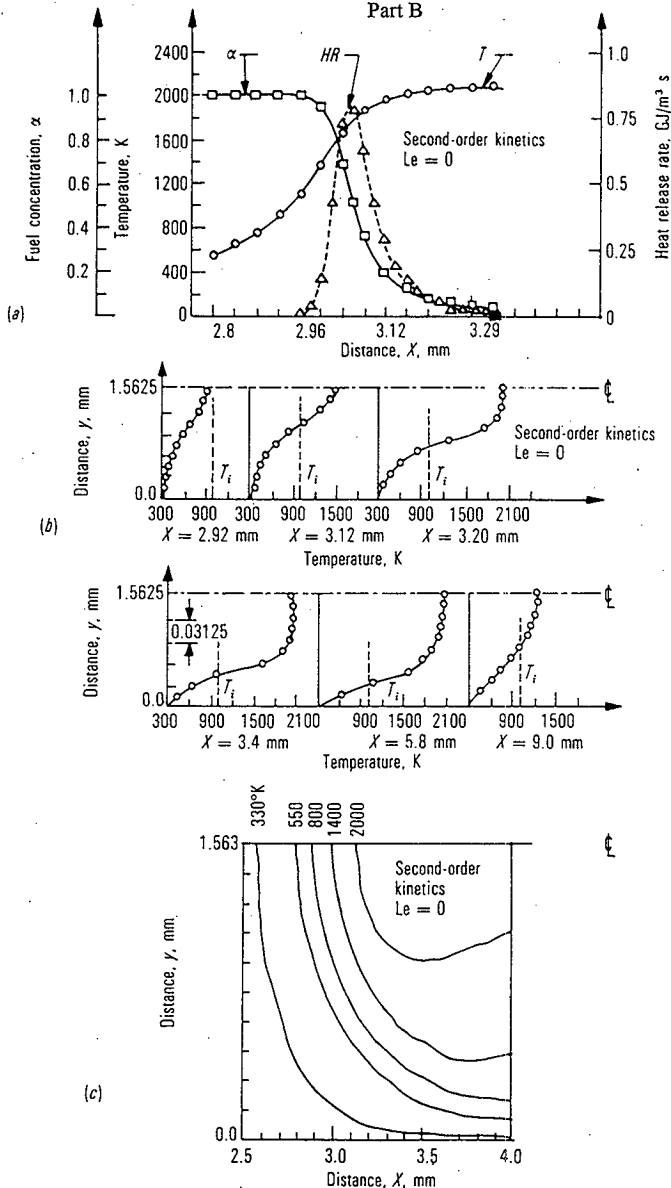 Part B
2400
2000
1600
1200
800
400
0
1.0
0.8
0.6
0.4
0.2
Fuel concentration, α
Temperature, K
α
HR
T
Second-order kinetics
Le = 0
1.0
0.75
0.5
0.25
0
Heat release rate, GJ/m³ s
2.8 2.96 3.12 3.29
Distance, X, mm
(a)
1.5625
0.0
Distance, y, mm
T_i T_i T_i
Second-order kinetics
Le = 0
℄
300 900 300 900 1500 300 900 1500 2100
X = 2.92 mm X = 3.12 mm X = 3.20 mm
Temperature, K
(b)
1.5625
0.03125
0.0
Distance, y, mm
T_i T_i T_i
℄
300 900 1500 2100 900 1500 2100 900 1500
X = 3.4 mm X = 5.8 mm X = 9.0 mm
Temperature, K
330°K
550
800
1400
2000
1.563
0.0
Distance, y, mm
Second-order
kinetics
Le = 0
℄
2.5 3.0 3.5 4.0
Distance, X, mm
(c)